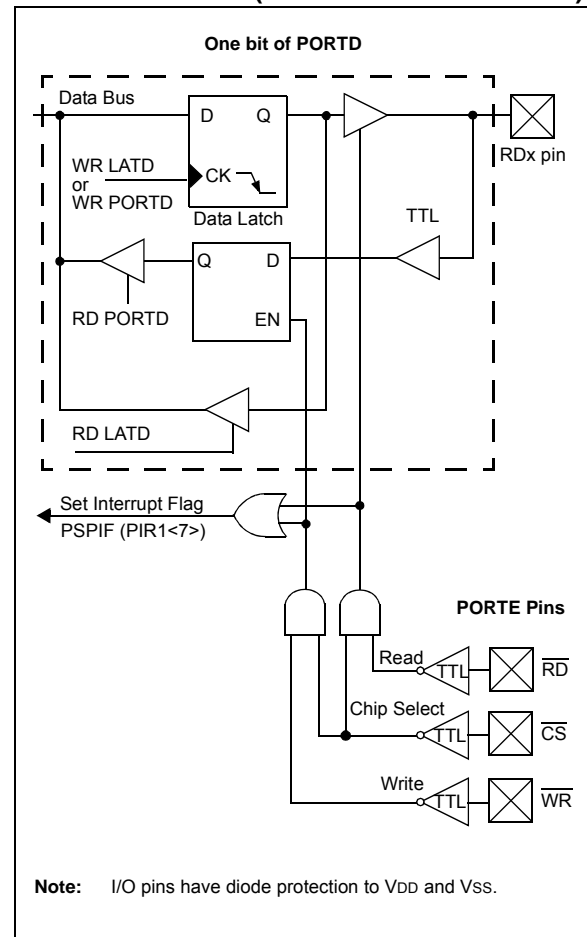 One bit of PORTD
Data Bus
D Q
RDx pin
WR LATD
or
WR PORTD
CK
Data Latch
TTL
Q D
EN
RD PORTD
RD LATD
Set Interrupt Flag
PSPIF (PIR1<7>)
PORTE Pins
Read
TTL
RD
Chip Select
TTL
CS
Write
TTL
WR
Note: I/O pins have diode protection to VDD and VSS.